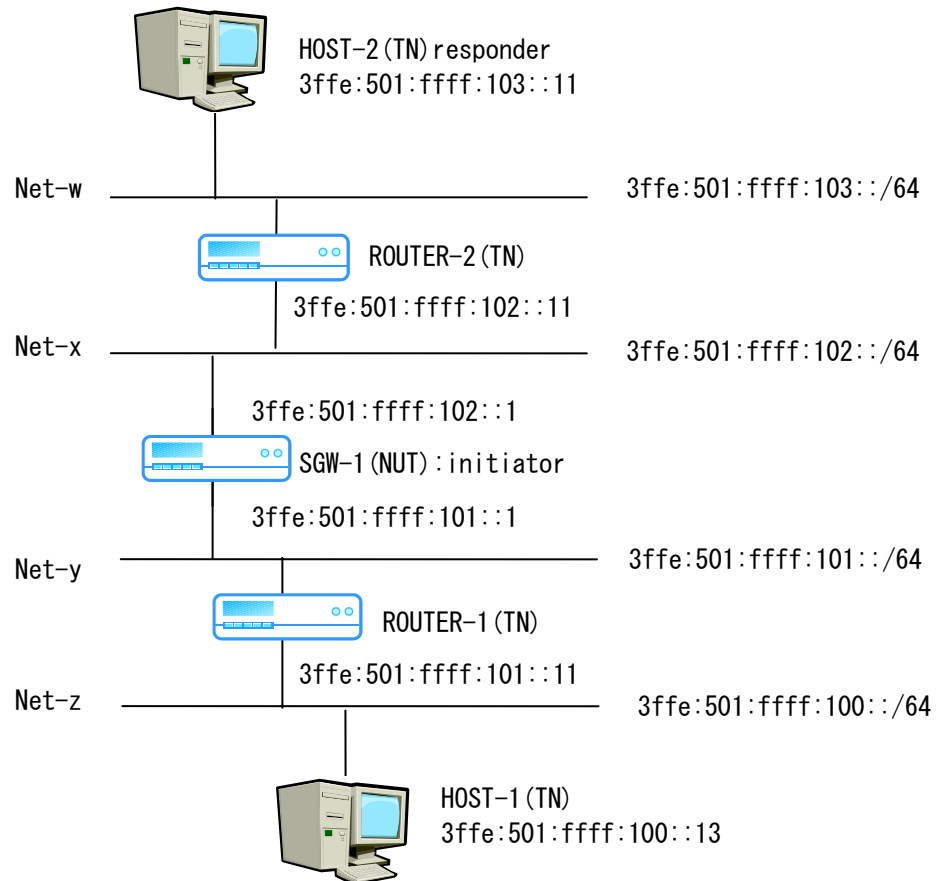 HOST-2(TN)responder
3ffe:501:ffff:103::11
Net-w
3ffe:501:ffff:103::/64
ROUTER-2(TN)
3ffe:501:ffff:102::11
Net-x
3ffe:501:ffff:102::/64
3ffe:501:ffff:102::1
SGW-1(NUT):initiator
3ffe:501:ffff:101::1
Net-y
3ffe:501:ffff:101::/64
ROUTER-1(TN)
3ffe:501:ffff:101::11
Net-z
3ffe:501:ffff:100::/64
HOST-1(TN)
3ffe:501:ffff:100::13